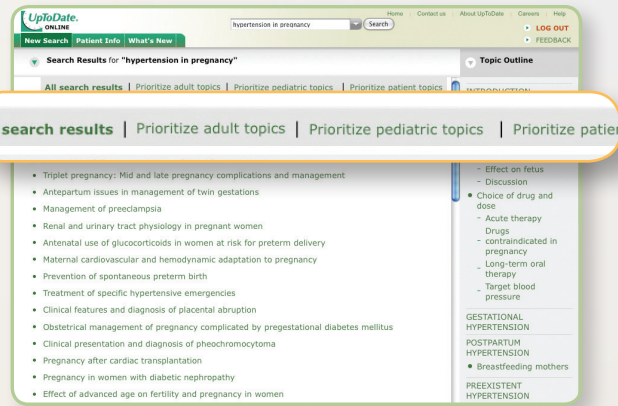 UpToDate®
ONLINE
hypertension in pregnancy
Search
Home
Contact us
About UpToDate
Careers
Help
LOG OUT
FEEDBACK
New Search
Patient Info
What's New
Search Results for "hypertension in pregnancy"
Topic Outline
All search results | Prioritize adult topics | Prioritize pediatric topics | Prioritize patient topics
INTRODUCTION
search results | Prioritize adult topics | Prioritize pediatric topics | Prioritize patien
• Triplet pregnancy: Mid and late pregnancy complications and management
• Antepartum issues in management of twin gestations
• Management of preeclampsia
• Renal and urinary tract physiology in pregnant women
• Antenatal use of glucocorticoids in women at risk for preterm delivery
• Maternal cardiovascular and hemodynamic adaptation to pregnancy
• Prevention of spontaneous preterm birth
• Treatment of specific hypertensive emergencies
• Clinical features and diagnosis of placental abruption
• Obstetrical management of pregnancy complicated by pregestational diabetes mellitus
• Clinical presentation and diagnosis of pheochromocytoma
• Pregnancy after cardiac transplantation
• Pregnancy in women with diabetic nephropathy
• Effect of advanced age on fertility and pregnancy in women
- Effect on fetus
- Discussion
• Choice of drug and
dose
- Acute therapy
Drugs
- contraindicated in
pregnancy
- Long-term oral
therapy
- Target blood
pressure
GESTATIONAL
HYPERTENSION
POSTPARTUM
HYPERTENSION
• Breastfeeding mothers
PREEXISTENT
HYPERTENSION